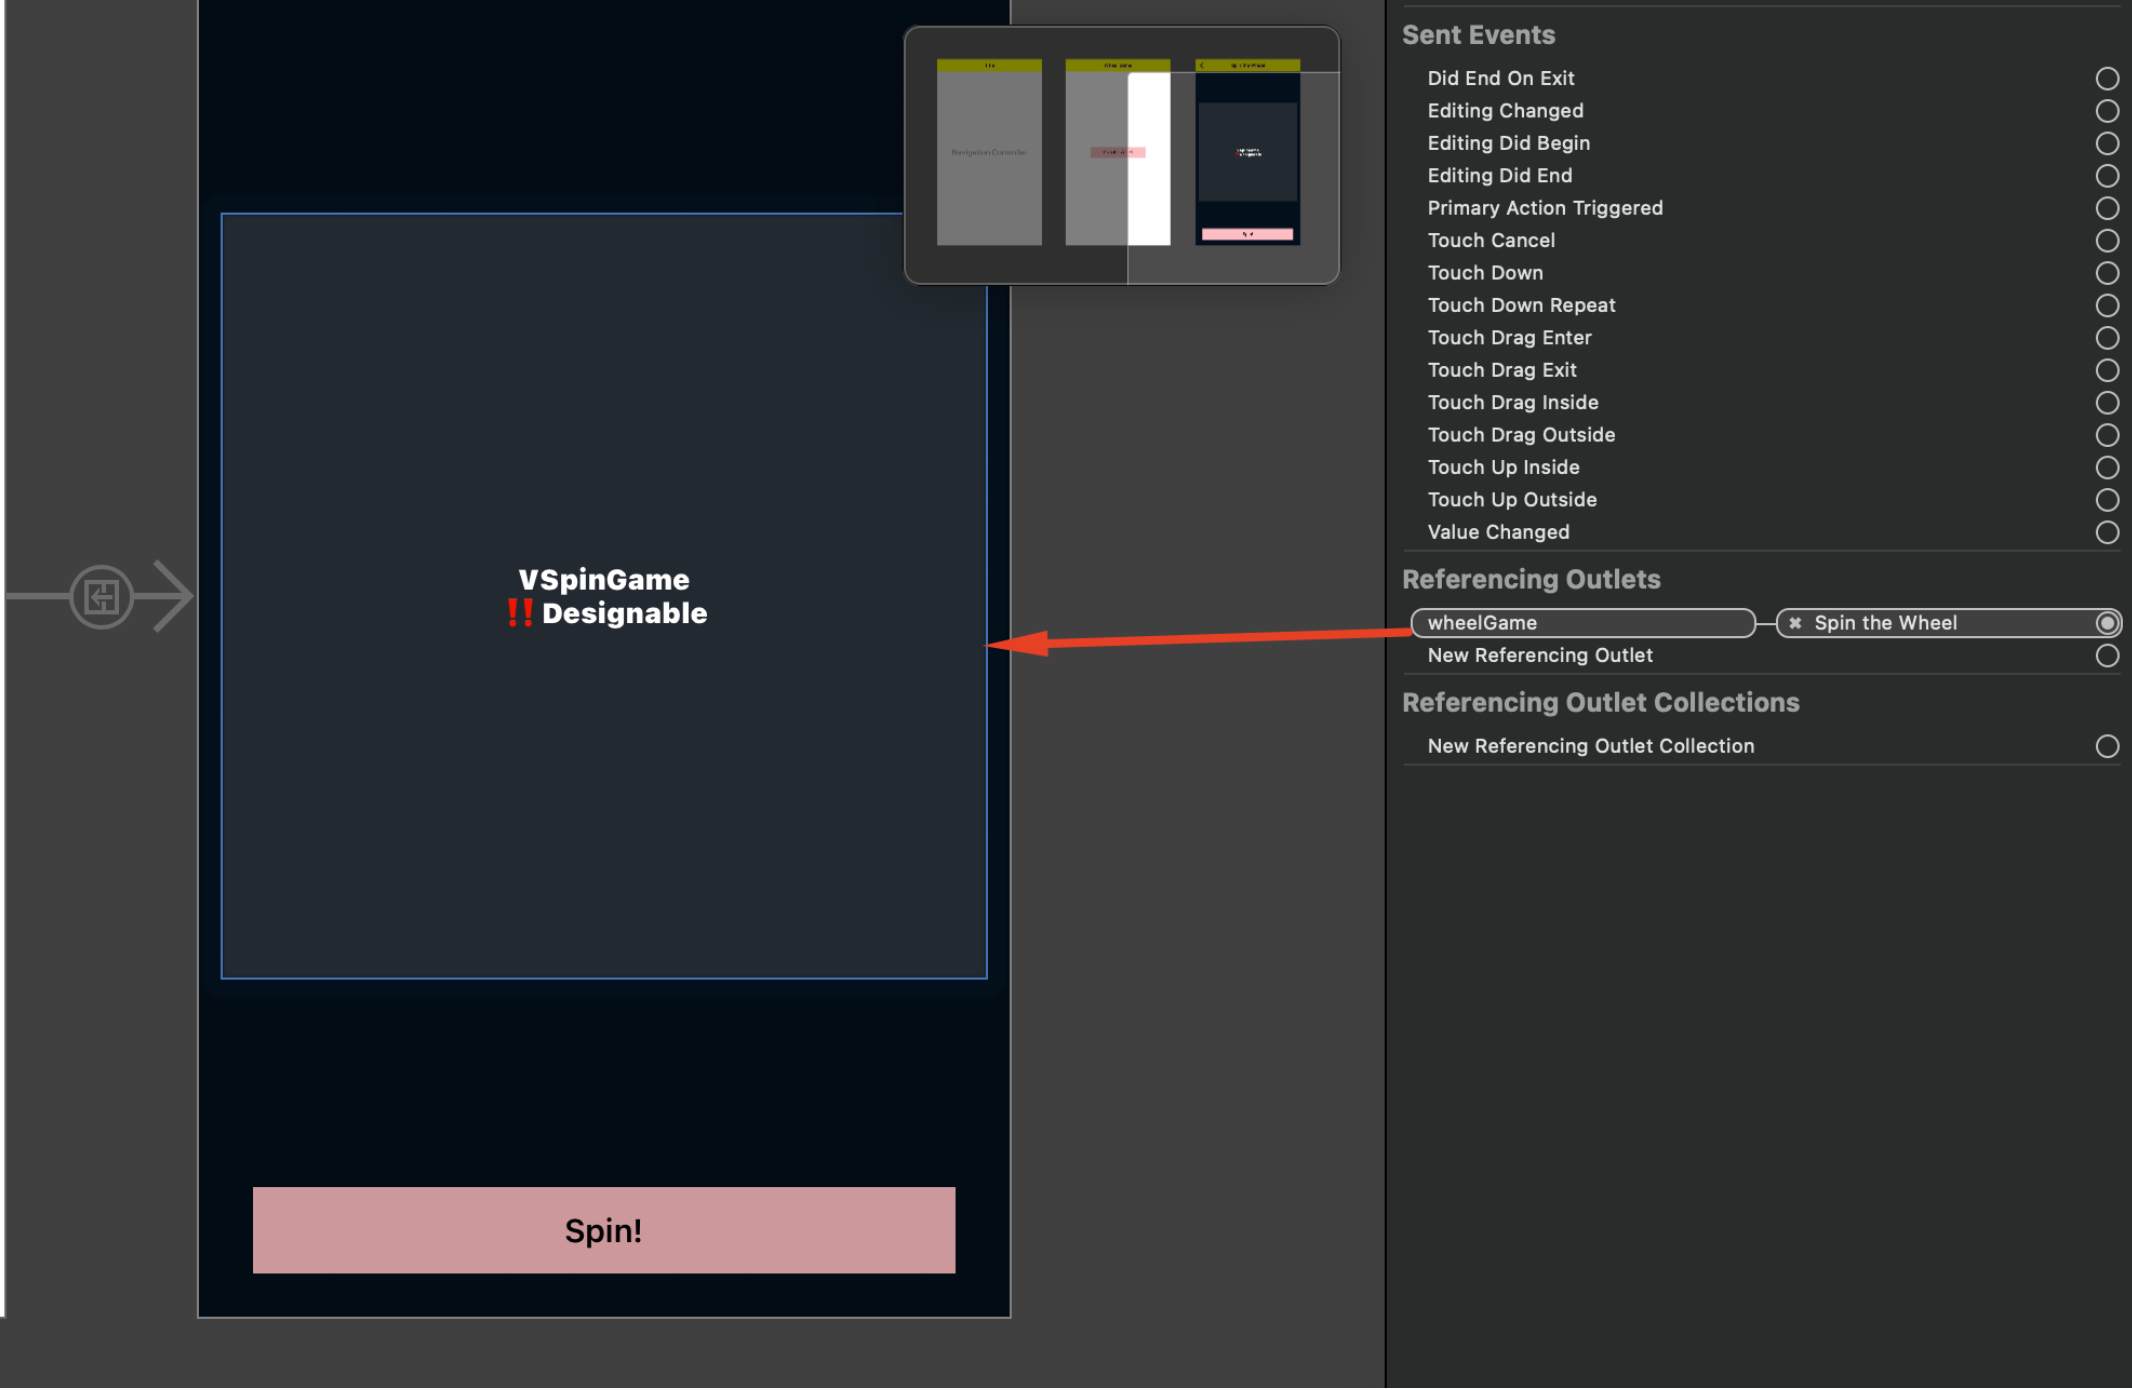 Navigation Controller
VSpinGame
‼ Designable
Spin!
Sent Events
Did End On Exit
Editing Changed
Editing Did Begin
Editing Did End
Primary Action Triggered
Touch Cancel
Touch Down
Touch Down Repeat
Touch Drag Enter
Touch Drag Exit
Touch Drag Inside
Touch Drag Outside
Touch Up Inside
Touch Up Outside
Value Changed
Referencing Outlets
wheelGame ✖ Spin the Wheel
New Referencing Outlet
Referencing Outlet Collections
New Referencing Outlet Collection